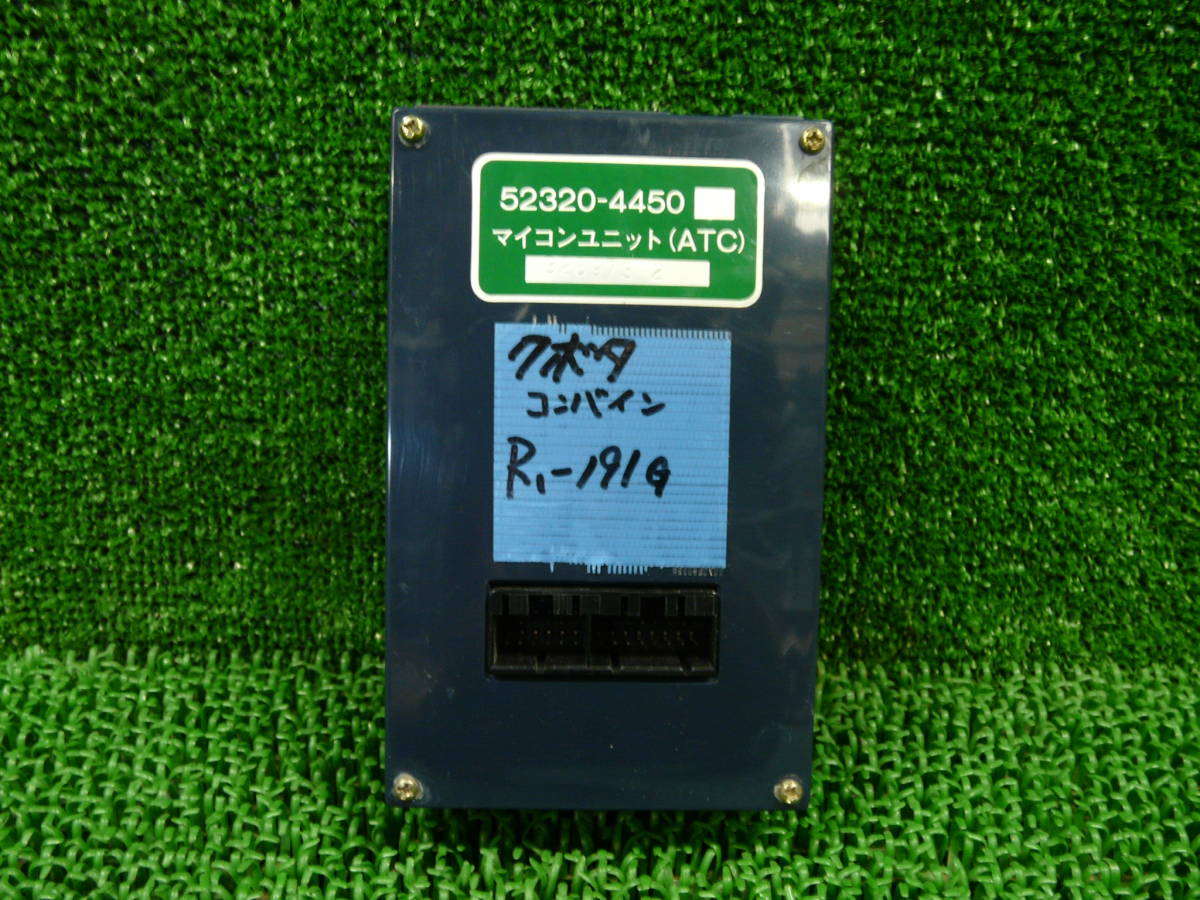 52320-4450
マイコンユニット(ATC)
クボタ
コンバイン
R1-191G